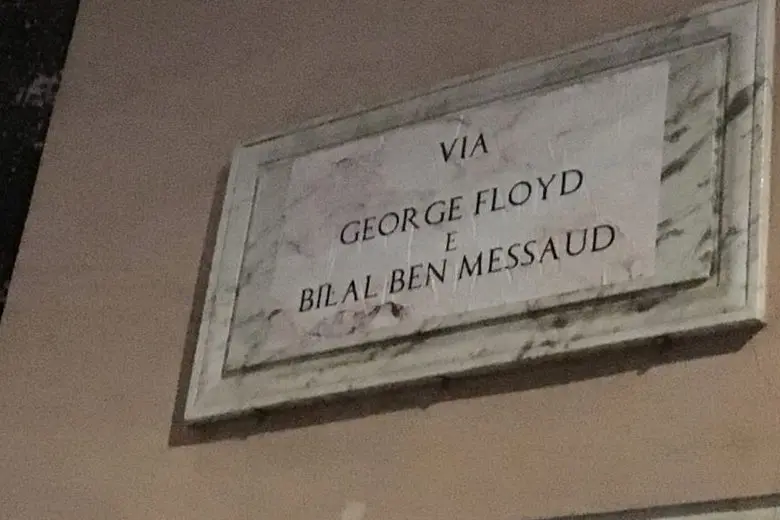 VIA
GEORGE FLOYD
E
BILAL BEN MESSAUD